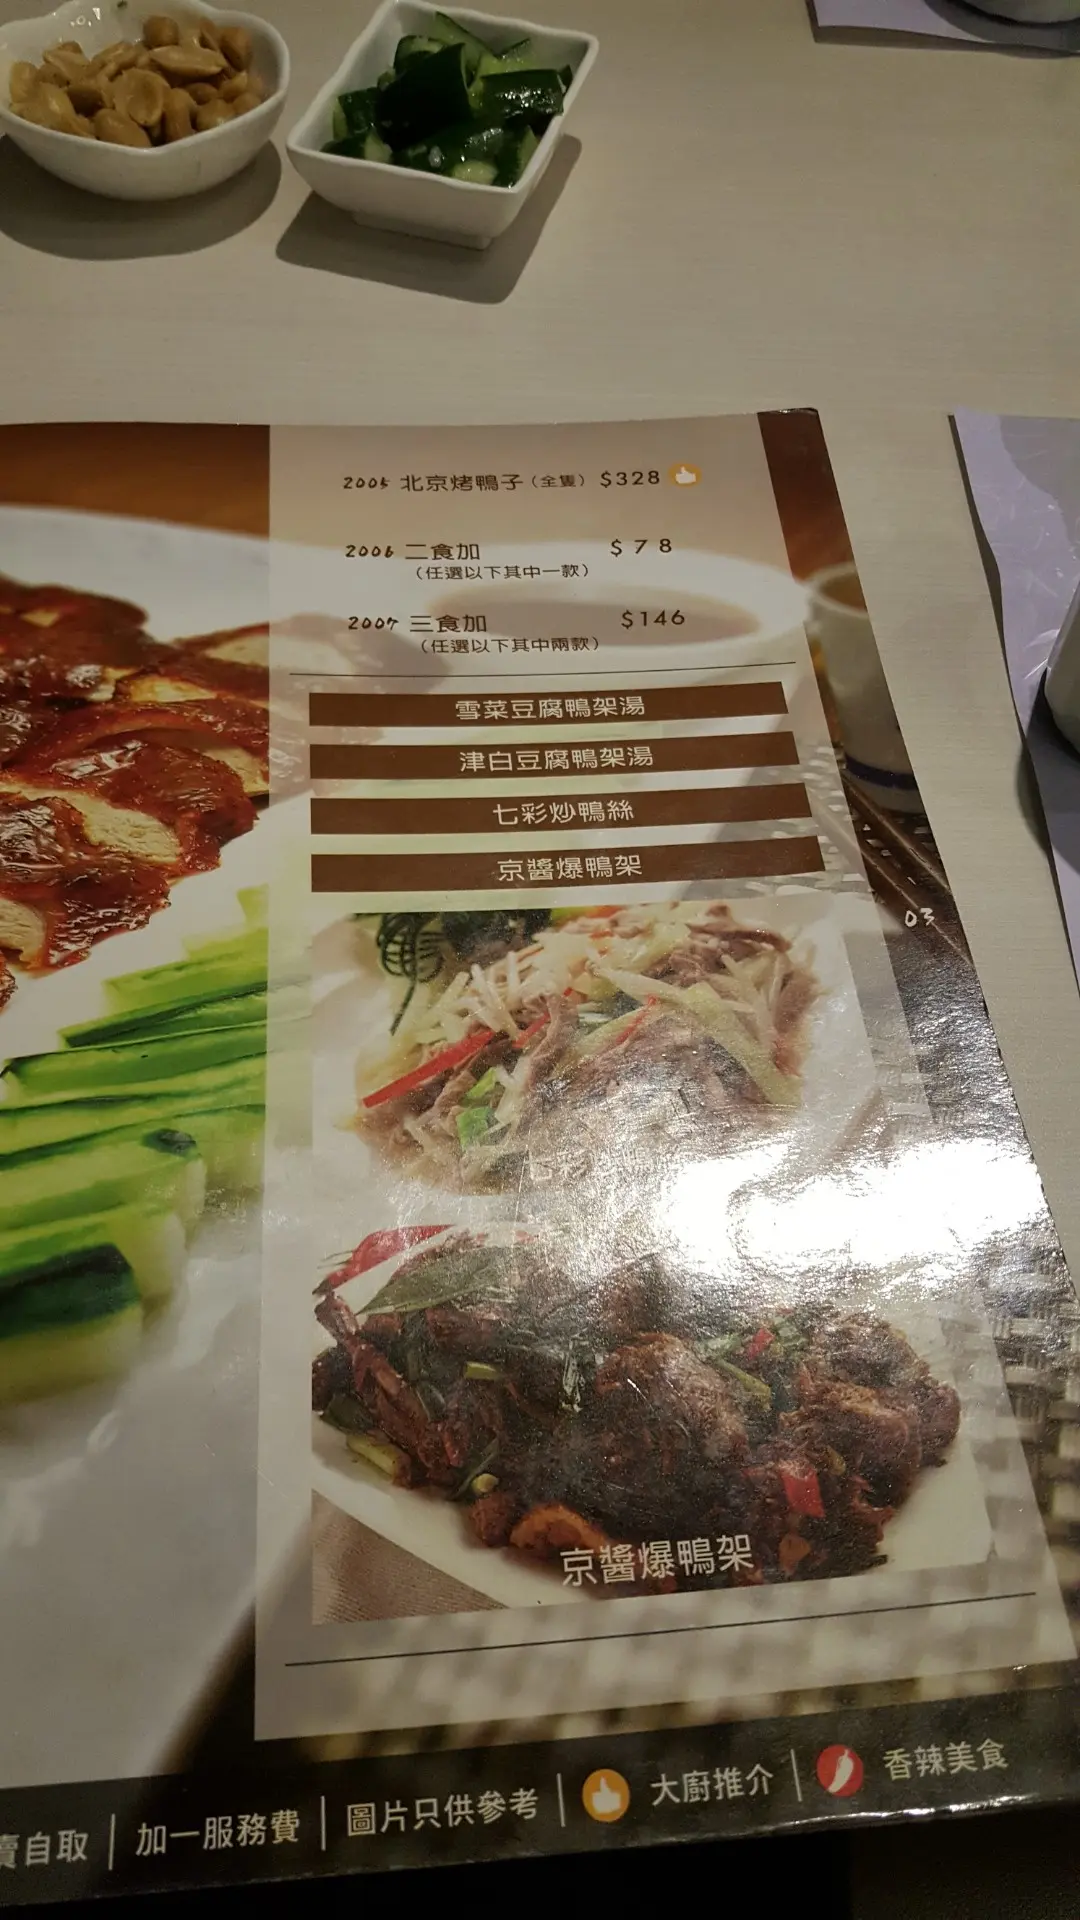 2005 北京烤鴨子（全隻） $328
2006 二食加 $78
（任選以下其中一款）
2007 三食加 $146
（任選以下其中兩款）
雪菜豆腐鴨架湯
津白豆腐鴨架湯
七彩炒鴨絲
京醬爆鴨架
03
七彩
京醬爆鴨架
賣自取 | 加一服務費 | 圖片只供參考 | 大廚推介 | 香辣美食